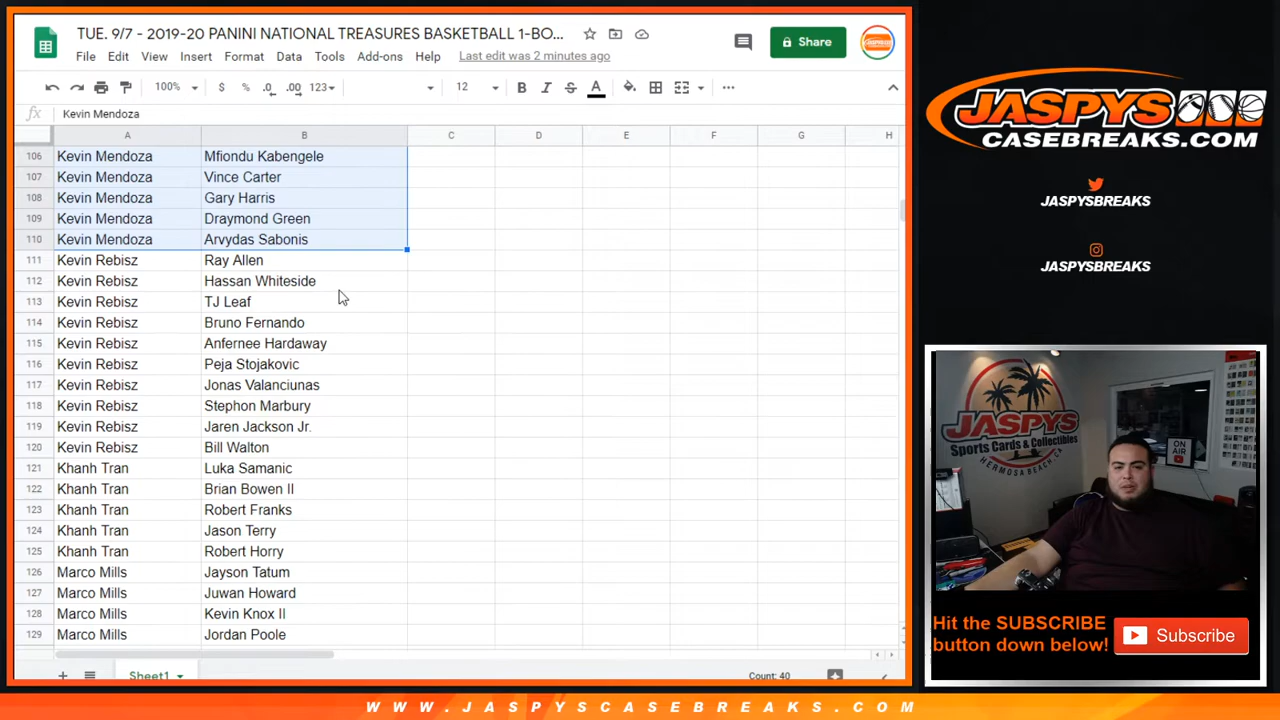 TUE. 9/7 - 2019-20 PANINI NATIONAL TREASURES BASKETBALL 1-BO...
Share
File Edit View Insert Format Data Tools Add-ons Help Last edit was 2 minutes ago
100% $ % .0 .00 123 12 B I S A
fx Kevin Mendoza
A B C D E F G H
106 Kevin Mendoza Mfiondu Kabengele
107 Kevin Mendoza Vince Carter
108 Kevin Mendoza Gary Harris
109 Kevin Mendoza Draymond Green
110 Kevin Mendoza Arvydas Sabonis
111 Kevin Rebisz Ray Allen
112 Kevin Rebisz Hassan Whiteside
113 Kevin Rebisz TJ Leaf
114 Kevin Rebisz Bruno Fernando
115 Kevin Rebisz Anfernee Hardaway
116 Kevin Rebisz Peja Stojakovic
117 Kevin Rebisz Jonas Valanciunas
118 Kevin Rebisz Stephon Marbury
119 Kevin Rebisz Jaren Jackson Jr.
120 Kevin Rebisz Bill Walton
121 Khanh Tran Luka Samanic
122 Khanh Tran Brian Bowen II
123 Khanh Tran Robert Franks
124 Khanh Tran Jason Terry
125 Khanh Tran Robert Horry
126 Marco Mills Jayson Tatum
127 Marco Mills Juwan Howard
128 Marco Mills Kevin Knox II
129 Marco Mills Jordan Poole
Sheet1
Count: 40
JASPYS
CASEBREAKS.COM
JASPYSBREAKS
JASPYSBREAKS
JASPYS
Sports Cards & Collectibles
HERMOSA BEACH, CA
ON AIR
Hit the SUBSCRIBE
button down below!
Subscribe
WWW.JASPYSCASEBREAKS.COM